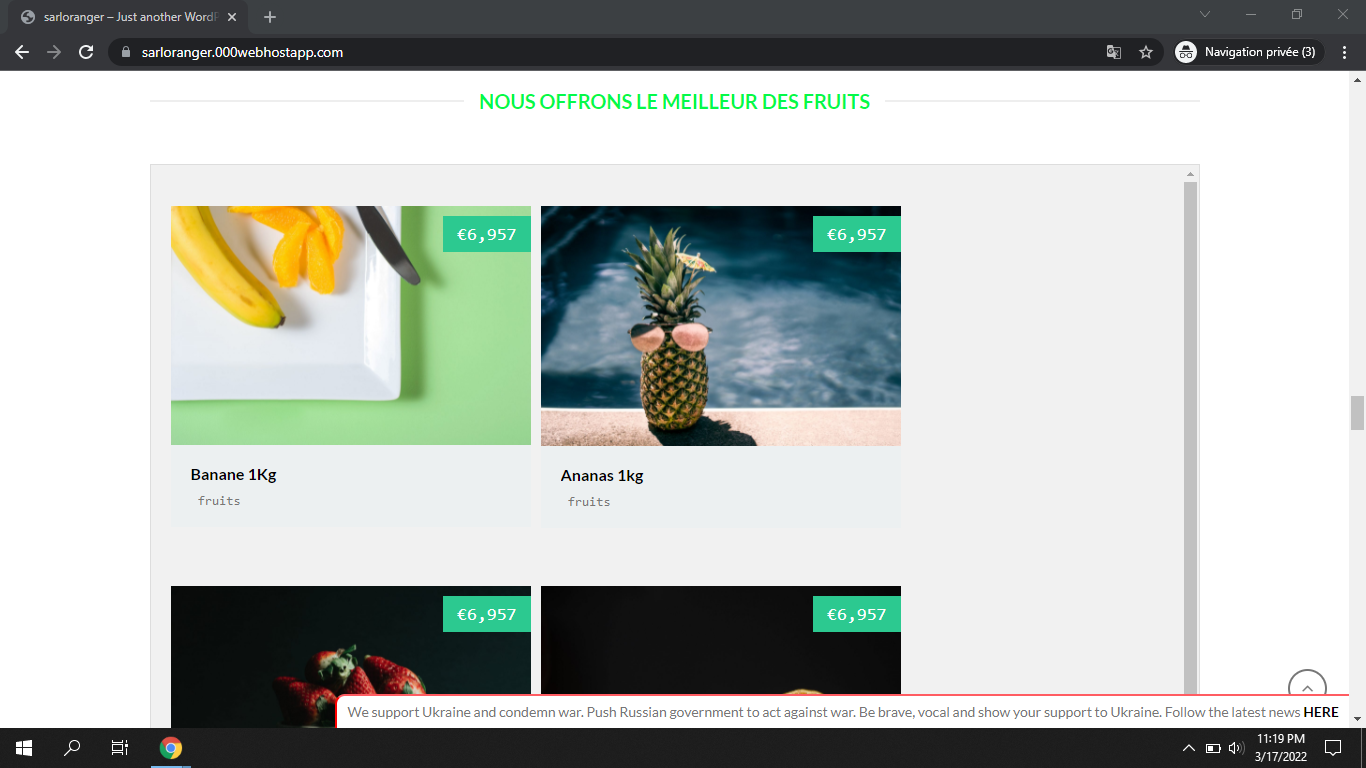 sarloranger – Just another WordP
sarloranger.000webhostapp.com
Navigation privée (3)
NOUS OFFRONS LE MEILLEUR DES FRUITS
€6,957
€6,957
Banane 1Kg
fruits
Ananas 1kg
fruits
€6,957
€6,957
We support Ukraine and condemn war. Push Russian government to act against war. Be brave, vocal and show your support to Ukraine. Follow the latest news HERE
11:19 PM
3/17/2022